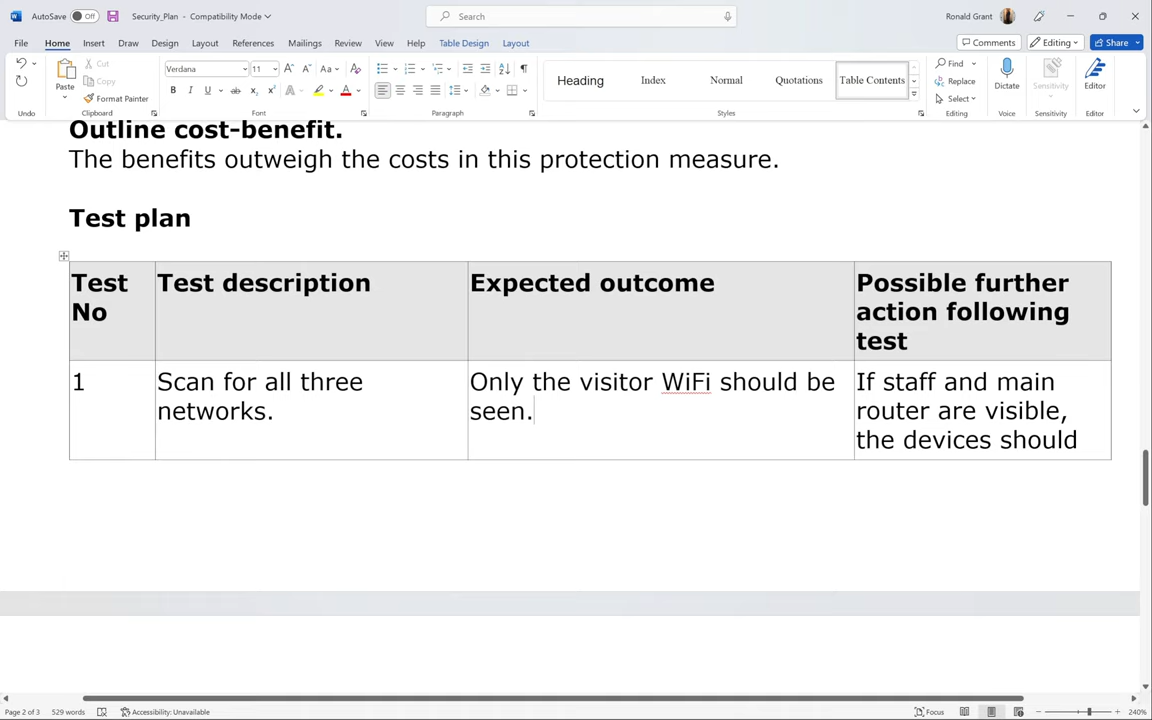 AutoSave Off Security_Plan - Compatibility Mode Search Ronald Grant
File Home Insert Draw Design Layout References Mailings Review View Help Table Design Layout Comments Editing Share
Paste Cut Copy Format Painter Verdana 11 Heading Index Normal Quotations Table Contents Find Replace Select Dictate Sensitivity Editor
Undo Clipboard Font Paragraph Styles Editing Voice Sensitivity Editor
Outline cost-benefit.
The benefits outweigh the costs in this protection measure.
Test plan
Test No
Test description
Expected outcome
Possible further
action following
test
1
Scan for all three
networks.
Only the visitor WiFi should be
seen.
If staff and main
router are visible,
the devices should
Page 2 of 3 529 words Accessibility: Unavailable Focus 240%